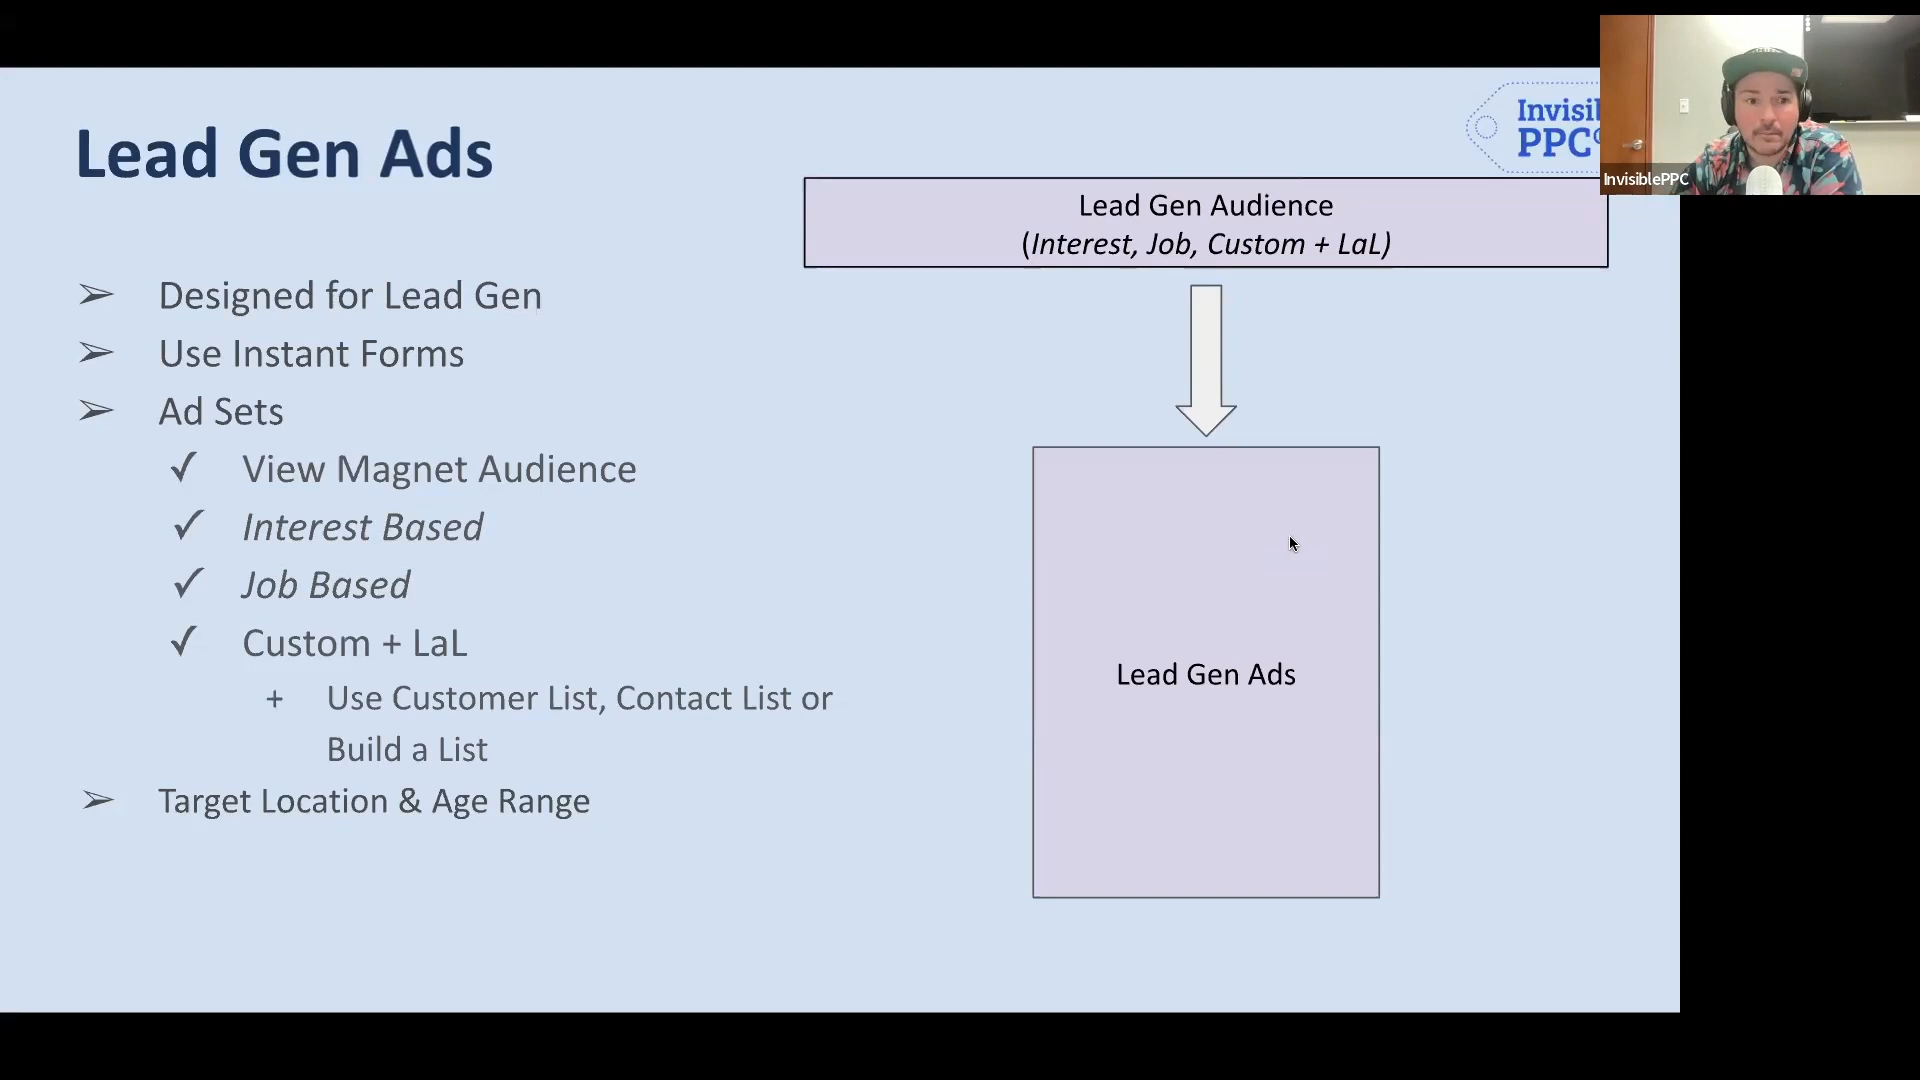 Lead Gen Ads
➢ Designed for Lead Gen
➢ Use Instant Forms
➢ Ad Sets
✓ View Magnet Audience
✓ Interest Based
✓ Job Based
✓ Custom + LaL
+ Use Customer List, Contact List or
Build a List
➢ Target Location & Age Range
PPC
Lead Gen Audience
(Interest, Job, Custom + LaL)
Lead Gen Ads
InvisiblePPC